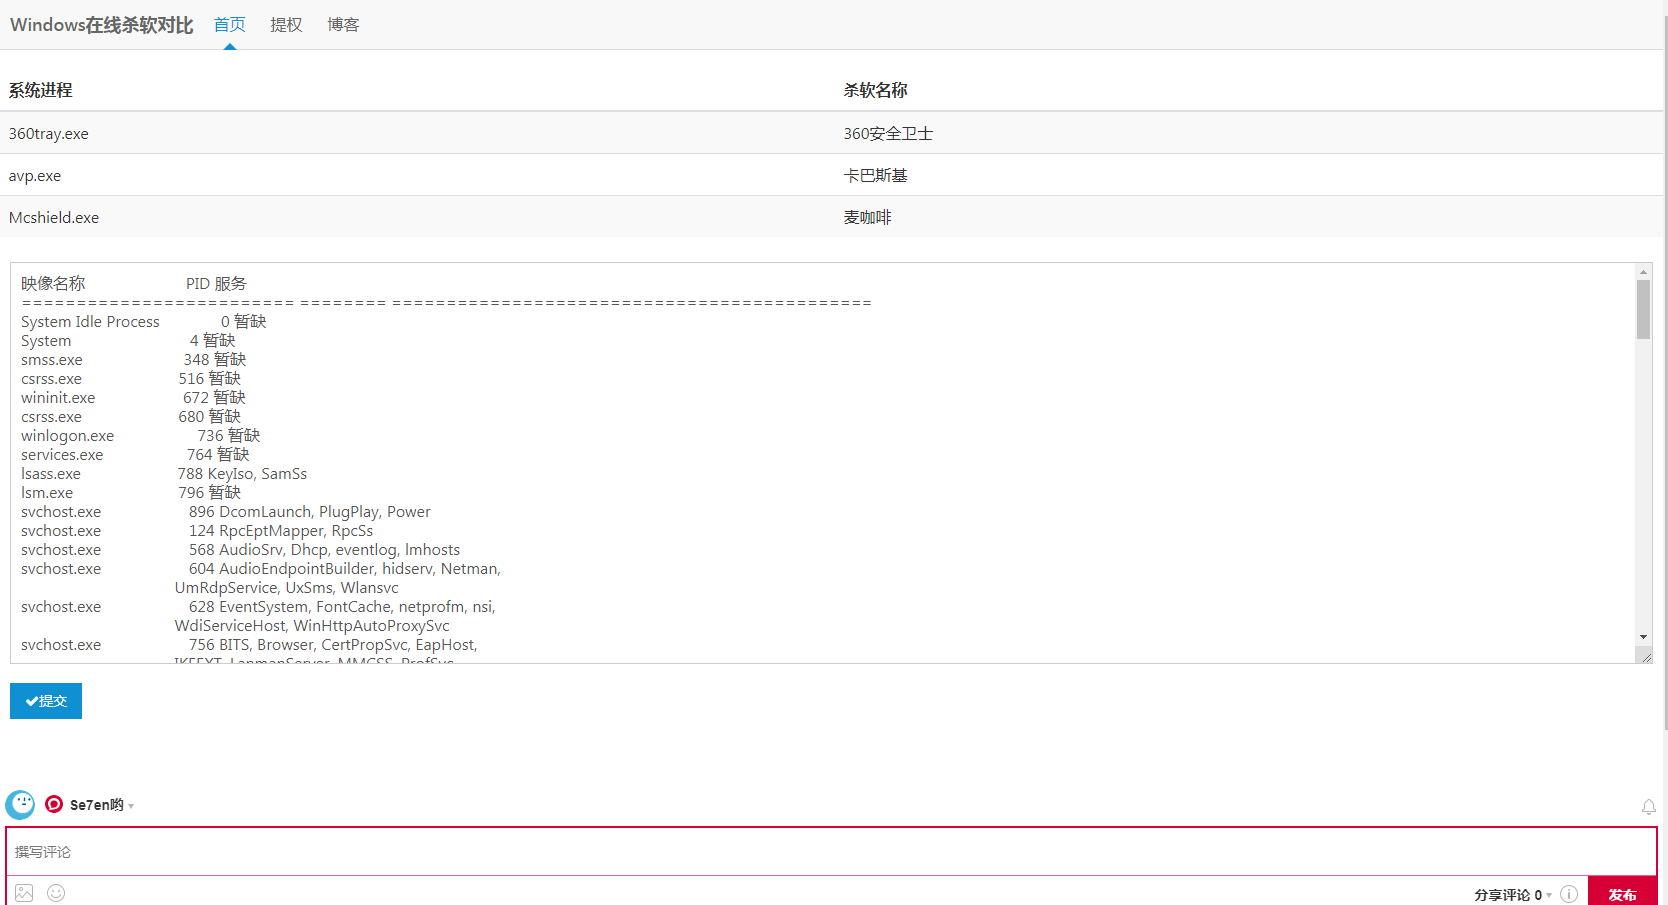 Windows在线杀软对比 首页 提权 博客
系统进程 杀软名称
360tray.exe 360安全卫士
avp.exe 卡巴斯基
Mcshield.exe 麦咖啡
映像名称 PID 服务
========================= ======== ============================================
System Idle Process 0 暂缺
System 4 暂缺
smss.exe 348 暂缺
csrss.exe 516 暂缺
wininit.exe 672 暂缺
csrss.exe 680 暂缺
winlogon.exe 736 暂缺
services.exe 764 暂缺
lsass.exe 788 KeyIso, SamSs
lsm.exe 796 暂缺
svchost.exe 896 DcomLaunch, PlugPlay, Power
svchost.exe 124 RpcEptMapper, RpcSs
svchost.exe 568 AudioSrv, Dhcp, eventlog, lmhosts
svchost.exe 604 AudioEndpointBuilder, hidserv, Netman,
UmRdpService, UxSms, Wlansvc
svchost.exe 628 EventSystem, FontCache, netprofm, nsi,
WdiServiceHost, WinHttpAutoProxySvc
svchost.exe 756 BITS, Browser, CertPropSvc, EapHost,
IKEEXT, LanmanServer, MMCSS, ProfSvc,
提交
Se7en哟
撰写评论
分享评论 0
发布